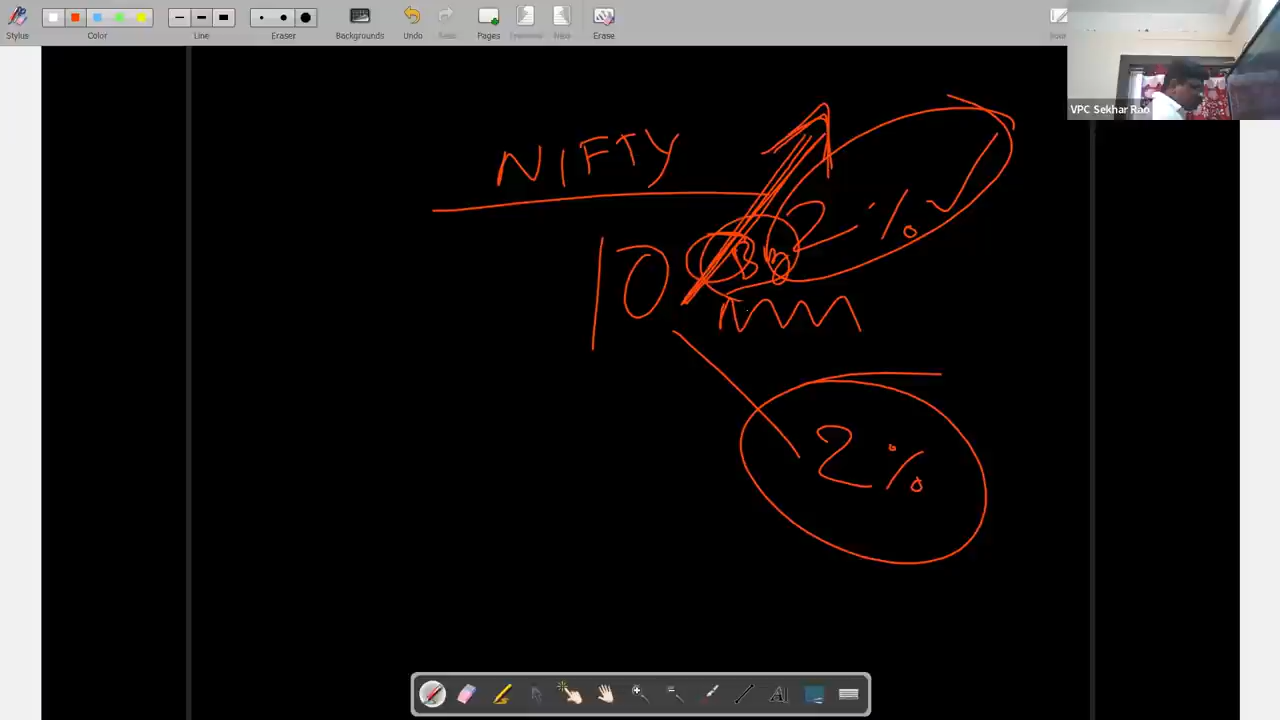 Stylus
Color
Line
Eraser
Backgrounds
Undo
Pages
Erase
VPC Sekhar Rao
NIFTY
2%
10
2%